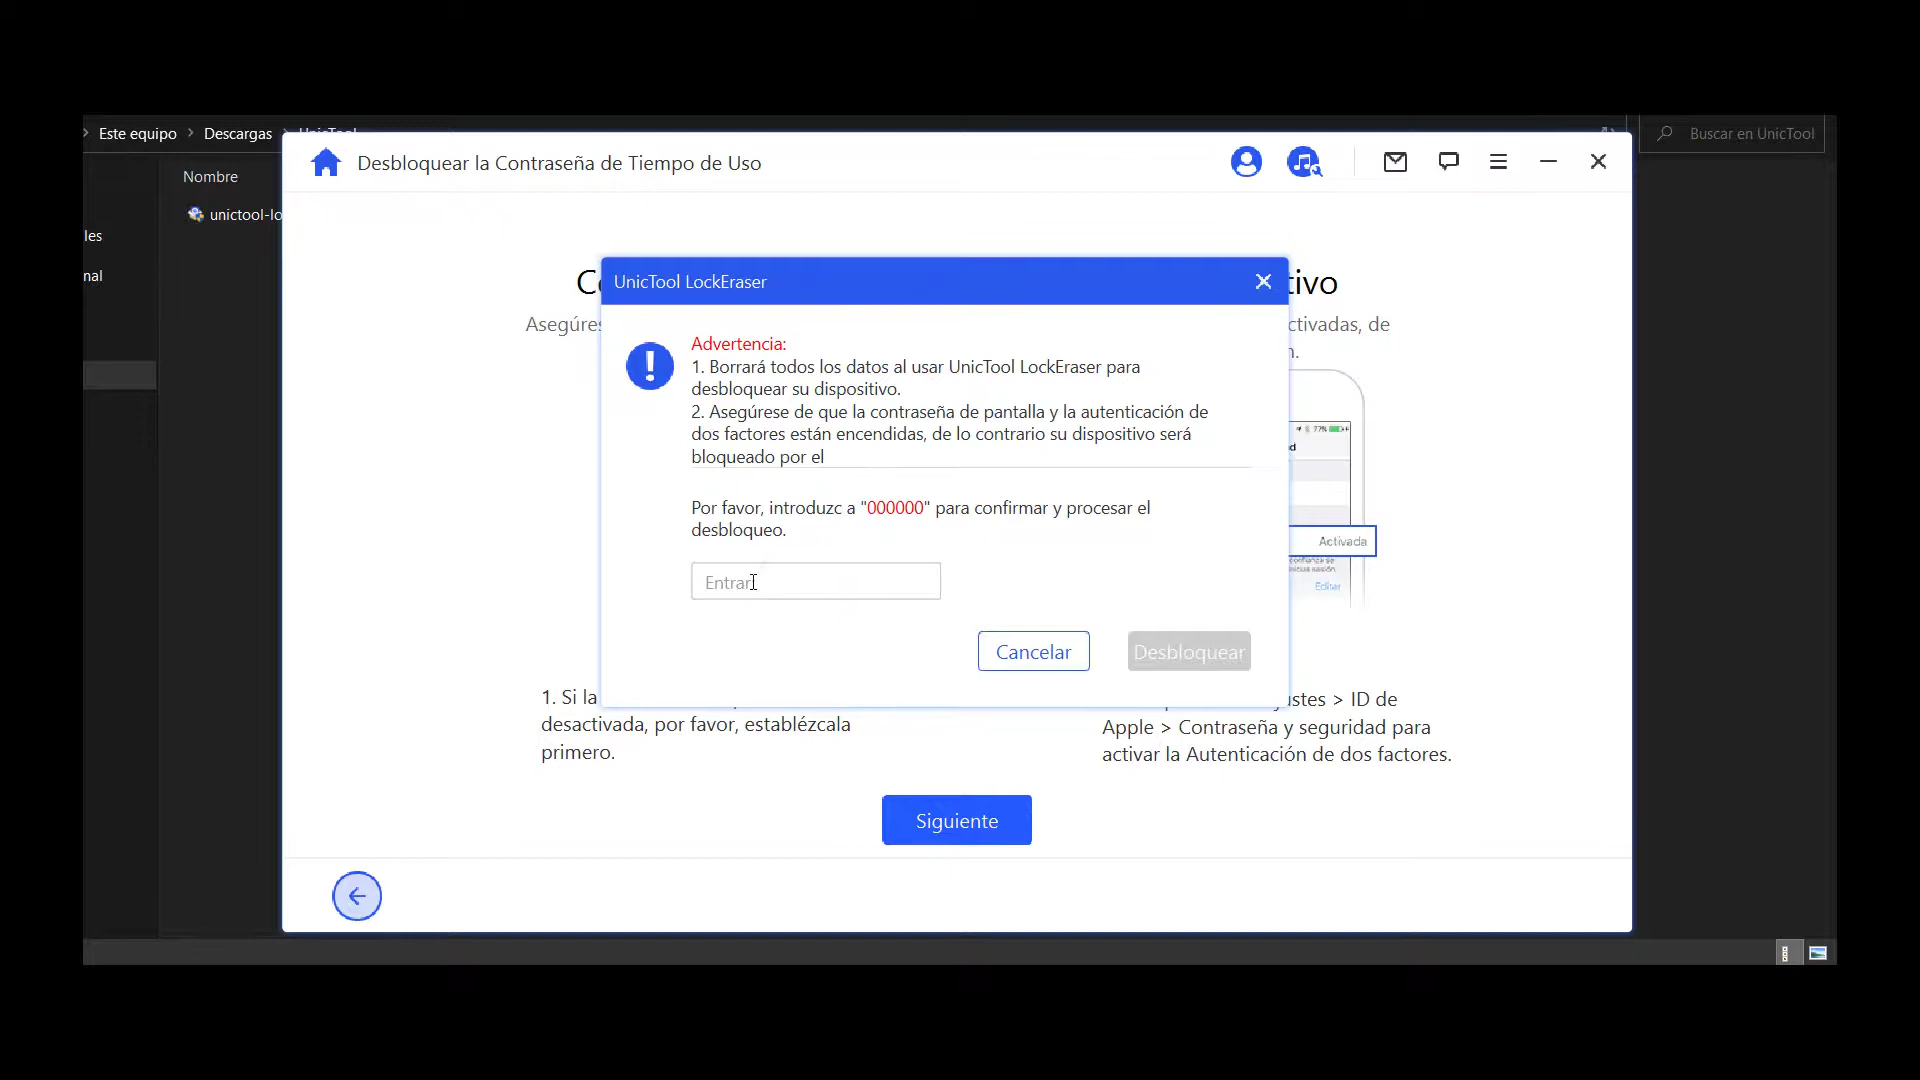 Este equipo > Descargas > UnicTool
Buscar en UnicTool
Desbloquear la Contraseña de Tiempo de Uso
Nombre
unictool-lo
les
nal
UnicTool LockEraser
tivo
Asegúres
ctivadas, de
n.
Advertencia:
1. Borrará todos los datos al usar UnicTool LockEraser para
desbloquear su dispositivo.
2. Asegúrese de que la contraseña de pantalla y la autenticación de
dos factores están encendidas, de lo contrario su dispositivo será
bloqueado por el
77%
d
Por favor, introduzc a "000000" para confirmar y procesar el
desbloqueo.
Activada
Entrar
Editar
Cancelar
Desbloquear
1. Si la
desactivada, por favor, establézcala
primero.
justes > ID de
Apple > Contraseña y seguridad para
activar la Autenticación de dos factores.
Siguiente